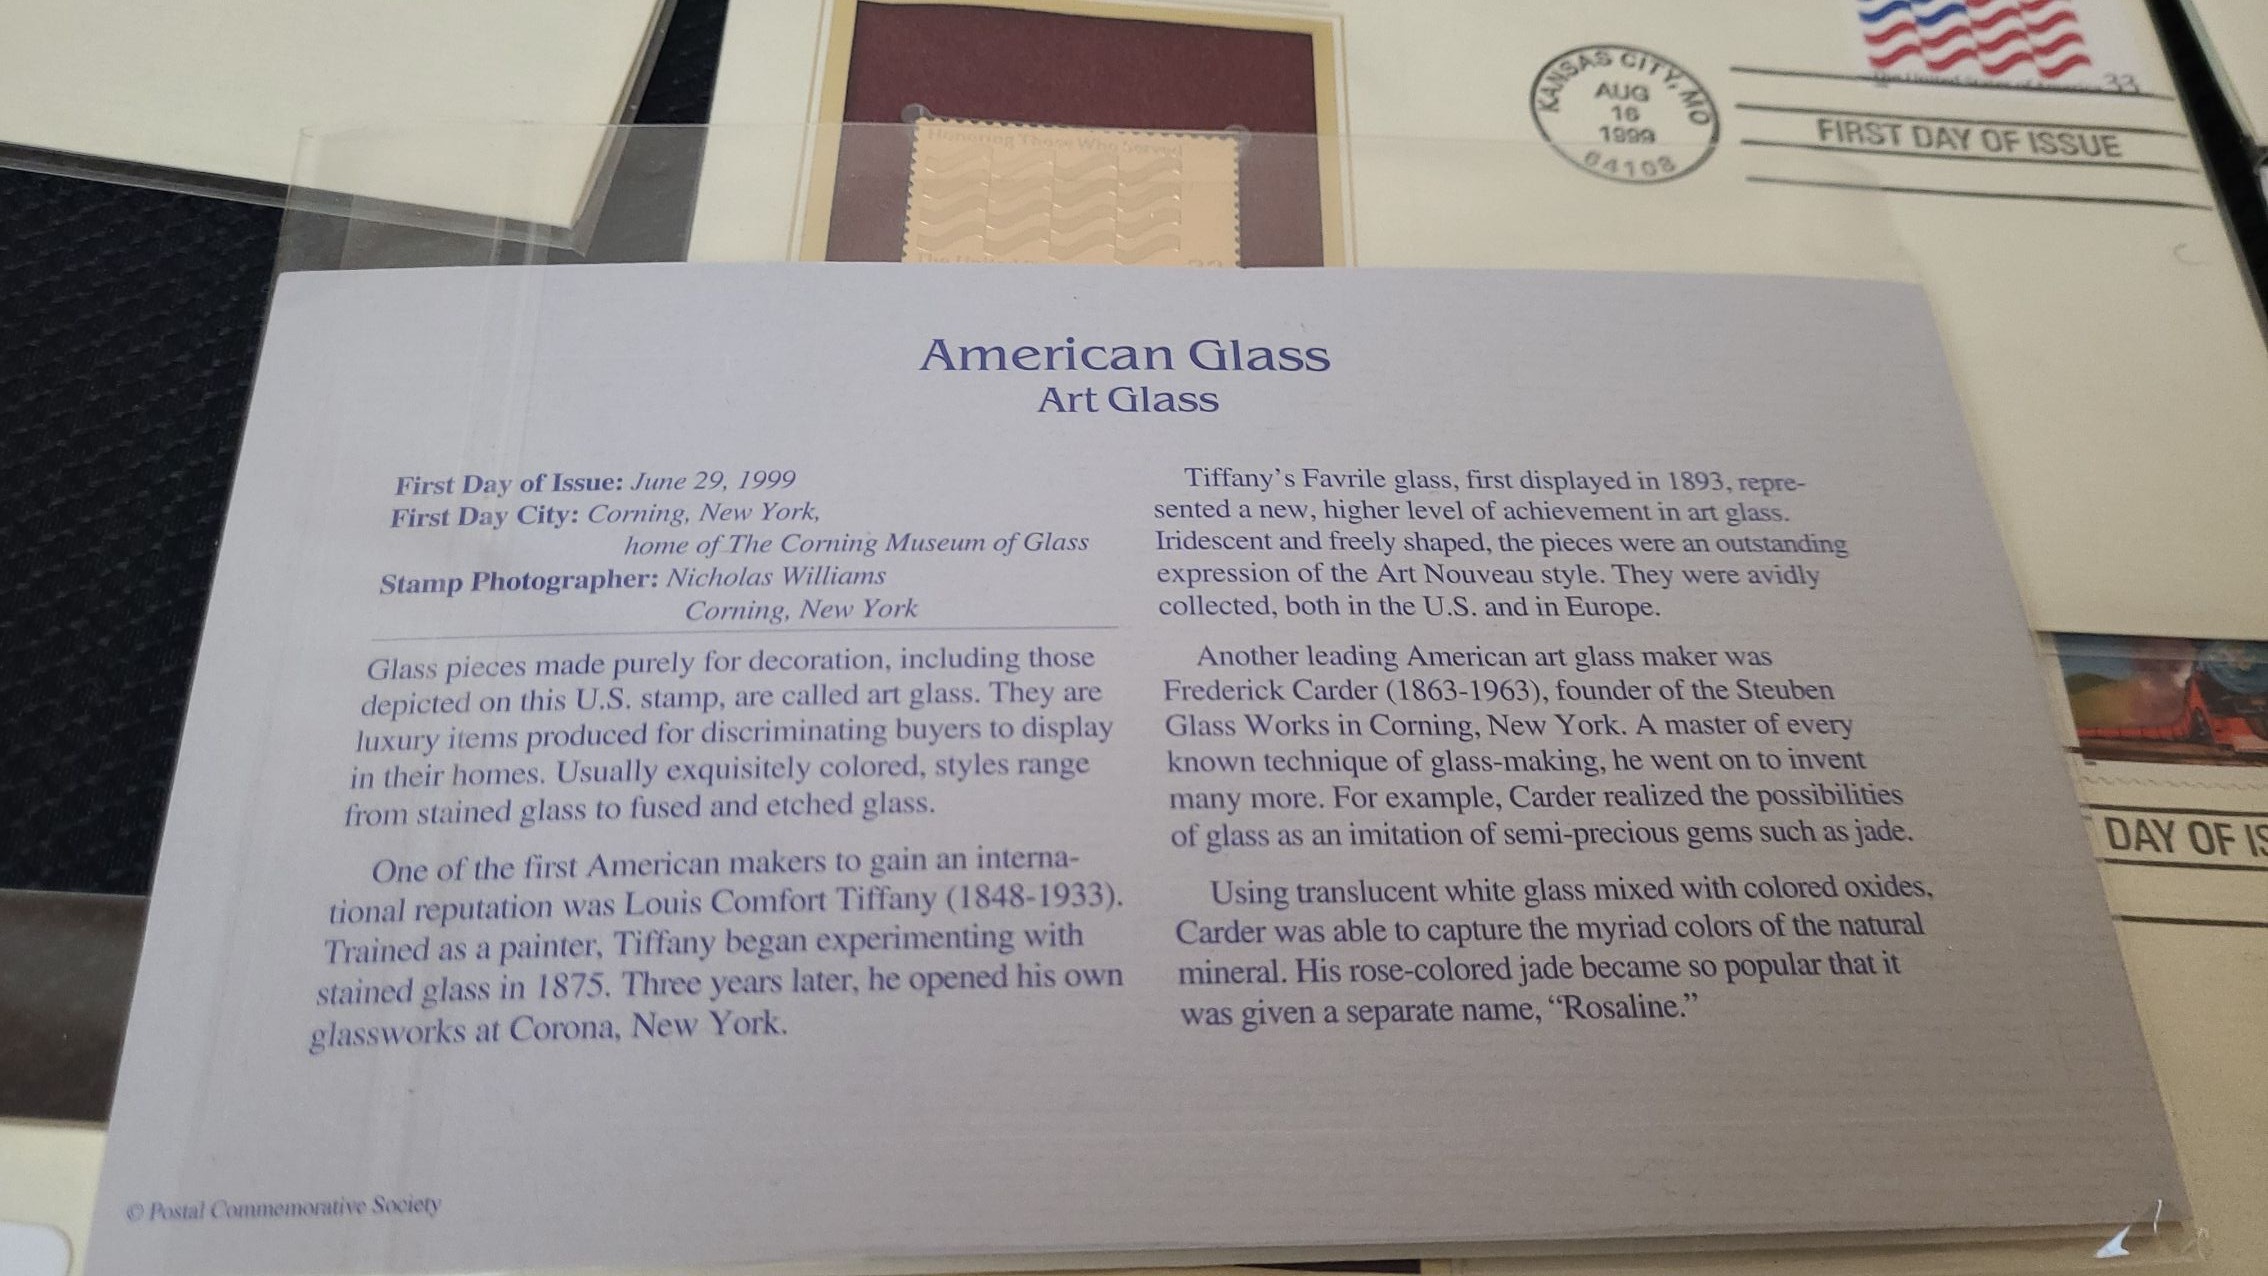 KANSAS CITY, MO
AUG
16
1999
64108
33
FIRST DAY OF ISSUE
Honoring Those Who Served
American Glass
Art Glass
First Day of Issue: June 29, 1999
First Day City: Corning, New York,
home of The Corning Museum of Glass
Stamp Photographer: Nicholas Williams
Corning, New York
Glass pieces made purely for decoration, including those
depicted on this U.S. stamp, are called art glass. They are
luxury items produced for discriminating buyers to display
in their homes. Usually exquisitely colored, styles range
from stained glass to fused and etched glass.
One of the first American makers to gain an interna-
tional reputation was Louis Comfort Tiffany (1848-1933).
Trained as a painter, Tiffany began experimenting with
stained glass in 1875. Three years later, he opened his own
glassworks at Corona, New York.
Tiffany's Favrile glass, first displayed in 1893, repre-
sented a new, higher level of achievement in art glass.
Iridescent and freely shaped, the pieces were an outstanding
expression of the Art Nouveau style. They were avidly
collected, both in the U.S. and in Europe.
Another leading American art glass maker was
Frederick Carder (1863-1963), founder of the Steuben
Glass Works in Corning, New York. A master of every
known technique of glass-making, he went on to invent
many more. For example, Carder realized the possibilities
of glass as an imitation of semi-precious gems such as jade.
Using translucent white glass mixed with colored oxides,
Carder was able to capture the myriad colors of the natural
mineral. His rose-colored jade became so popular that it
was given a separate name, “Rosaline.”
© Postal Commemorative Society
DAY OF IS